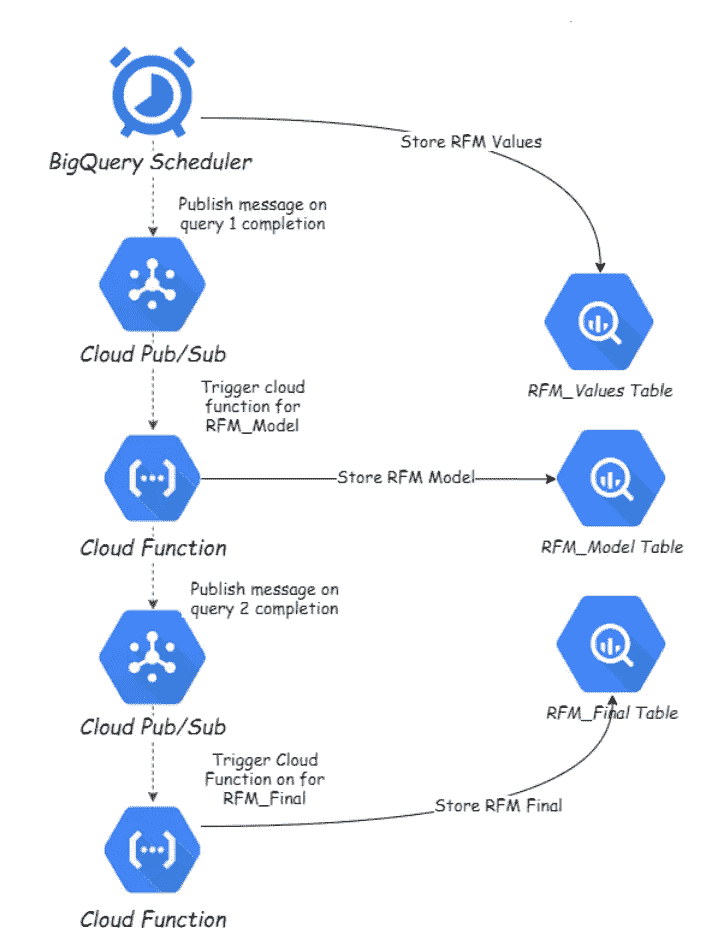 Store RFM Values
BigQuery Scheduler
Publish message on
query 1 completion
Cloud Pub/Sub
Trigger cloud
function for
RFM_Model
RFM_Values Table
Store RFM Model
Cloud Function
RFM_Model Table
Publish message on
query 2 completion
Cloud Pub/Sub
RFM_Final Table
Trigger Cloud
Function on for
RFM_Final
Store RFM Final
Cloud Function